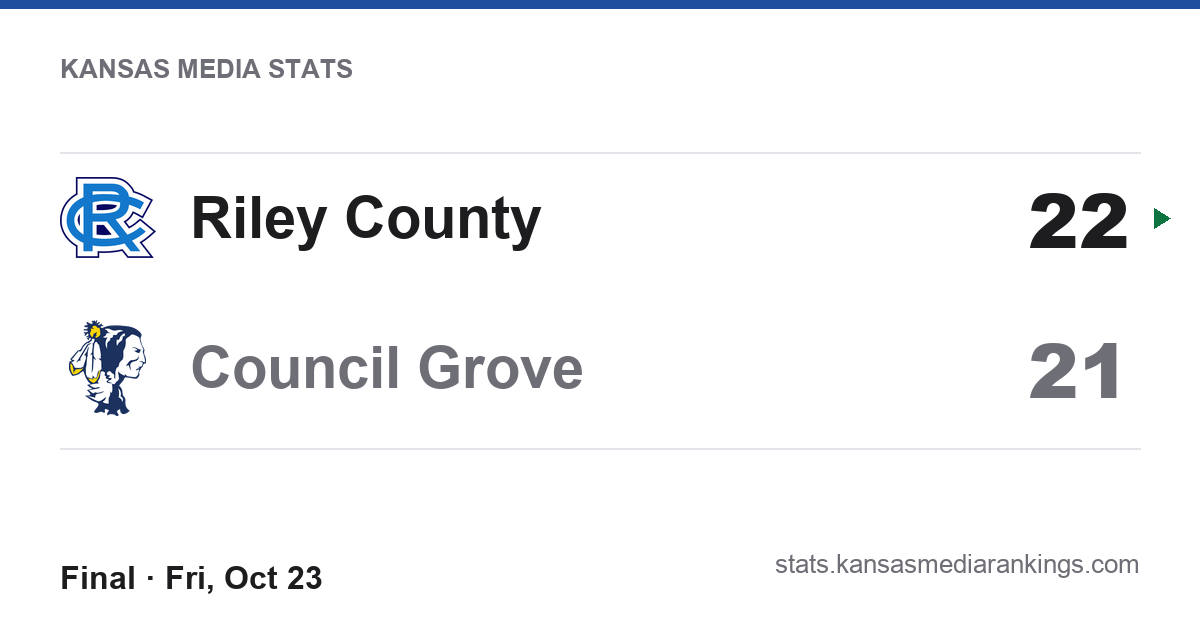 KANSAS MEDIA STATS
Riley County 22
Council Grove 21
Final · Fri, Oct 23
stats.kansasmediarankings.com